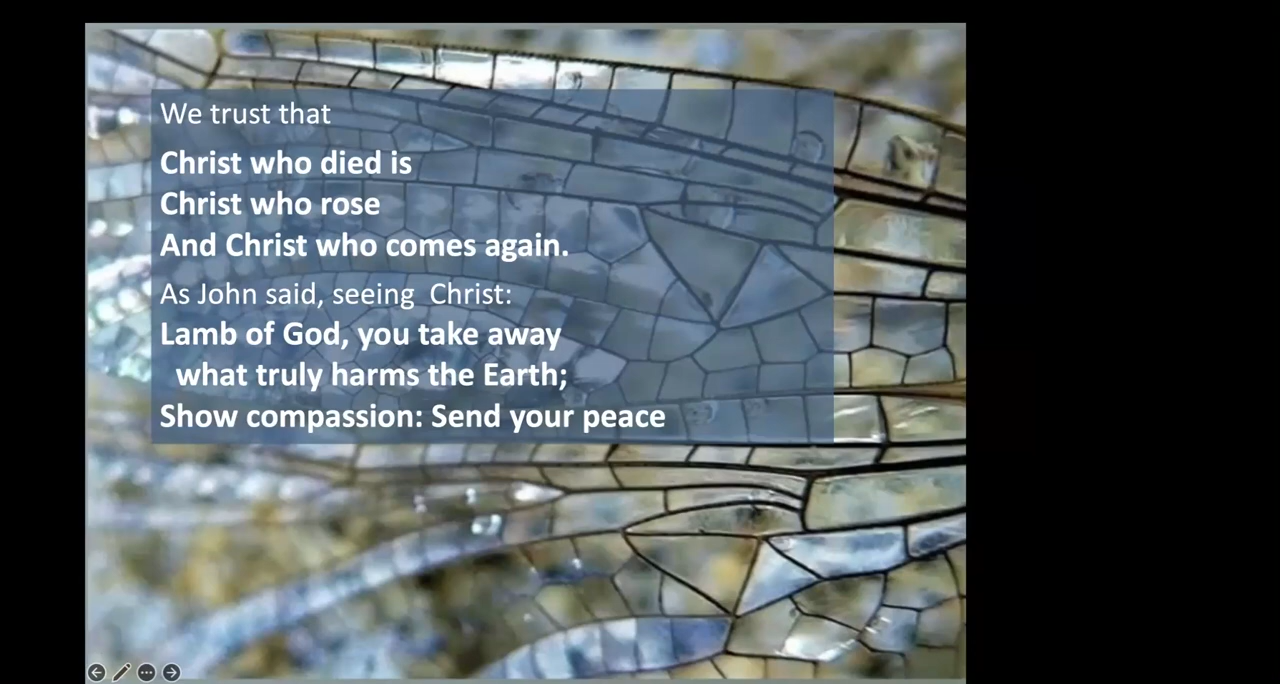 We trust that
Christ who died is
Christ who rose
And Christ who comes again.
As John said, seeing  Christ:
Lamb of God, you take away
what truly harms the Earth;
Show compassion: Send your peace